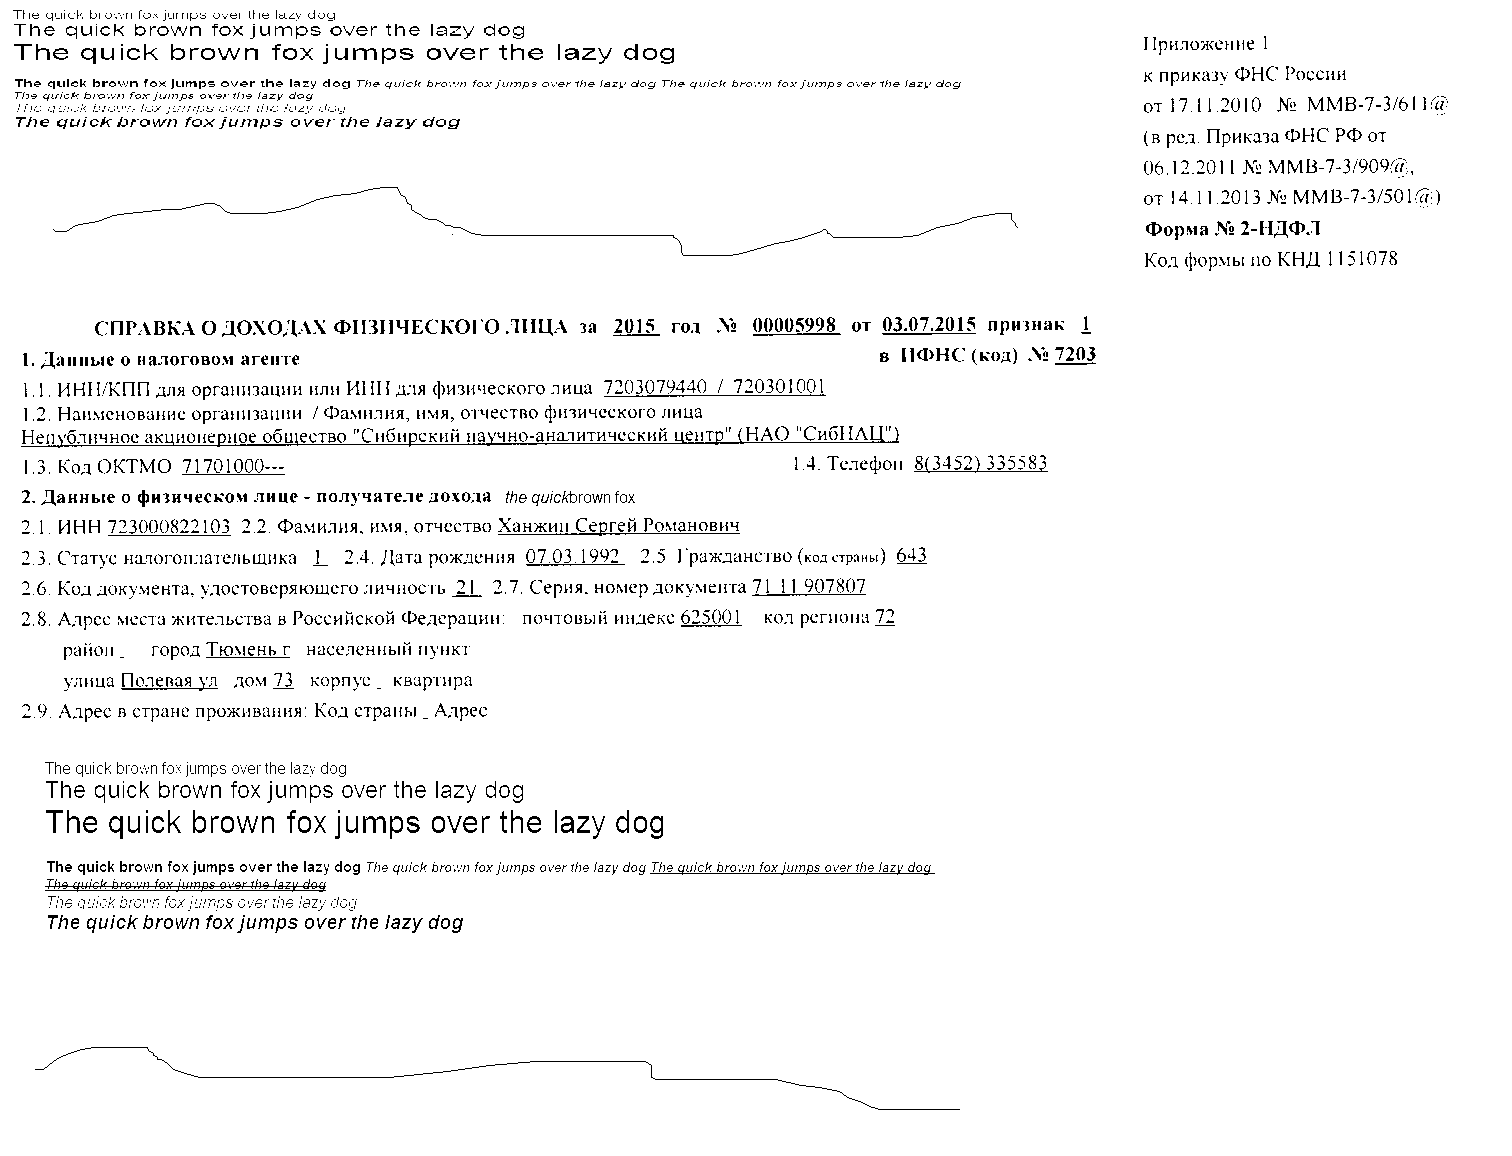 The quick brown fox jumps over the lazy dog
The quick brown fox jumps over the lazy dog
The quick brown fox jumps over the lazy dog
The quick brown fox jumps over the lazy dog The quick brown fox jumps over the lazy dog The quick brown fox jumps over the lazy dog
The quick brown fox jumps over the lazy dog
The quick brown fox jumps over the lazy dog
The quick brown fox jumps over the lazy dog
Приложение 1
к приказу ФНС России
от 17.11.2010 № ММВ-7-3/611@
(в ред. Приказа ФНС РФ от
06.12.2011 № ММВ-7-3/909@,
от 14.11.2013 № ММВ-7-3/501@)
Форма № 2-НДФЛ
Код формы по КНД 1151078
СПРАВКА О ДОХОДАХ ФИЗИЧЕСКОГО ЛИЦА за 2015 год № 00005998 от 03.07.2015 признак 1
в ИФНС (код) № 7203
1. Данные о налоговом агенте
1.1. ИНН/КПП для организации или ИНН для физического лица 7203079440 / 720301001
1.2. Наименование организации / Фамилия, имя, отчество физического лица
Непубличное акционерное общество "Сибирский научно-аналитический центр" (НАО "СибНАЦ")
1.3. Код ОКТМО 71701000--- 1.4. Телефон 8(3452) 335583
2. Данные о физическом лице - получателе дохода the quickbrown fox
2.1. ИНН 723000822103 2.2. Фамилия, имя, отчество Ханжин Сергей Романович
2.3. Статус налогоплательщика 1 2.4. Дата рождения 07.03.1992 2.5 Гражданство (код страны) 643
2.6. Код документа, удостоверяющего личность 21 2.7. Серия, номер документа 71 11 907807
2.8. Адрес места жительства в Российской Федерации: почтовый индекс 625001 код региона 72
район _ город Тюмень г населенный пункт
улица Полевая ул дом 73 корпус _ квартира
2.9. Адрес в стране проживания: Код страны _ Адрес
The quick brown fox jumps over the lazy dog
The quick brown fox jumps over the lazy dog
The quick brown fox jumps over the lazy dog
The quick brown fox jumps over the lazy dog The quick brown fox jumps over the lazy dog The quick brown fox jumps over the lazy dog
The quick brown fox jumps over the lazy dog
The quick brown fox jumps over the lazy dog
The quick brown fox jumps over the lazy dog